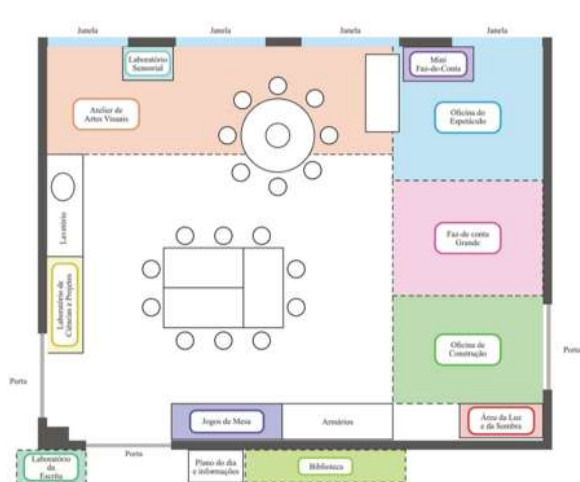 Janela
Janela
Janela
Janela
Laboratório
Sensorial
Mini
Faz-de-Conta
Atelier de
Artes Visuais
Oficina do
Espetáculo
Lavatório
Faz-de conta
Grande
Laboratório de
Ciências e Projetos
Oficina de
Construção
Porta
Porta
Jogos de Mesa
Armários
Área da Luz
e da Sombra
Porta
Laboratório
da
Escrita
Plano do dia
e informações
Biblioteca